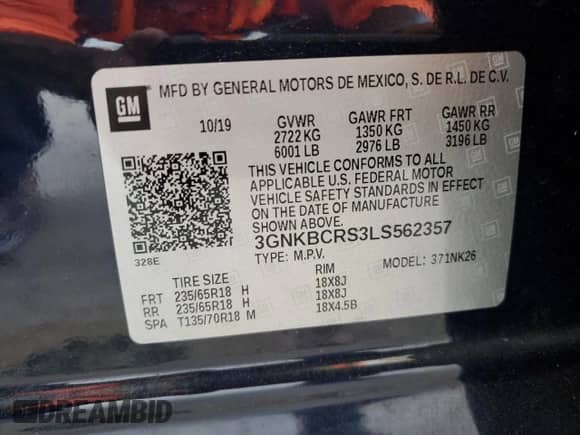 GM
MFD BY GENERAL MOTORS DE MEXICO, S. DE R.L. DE C.V.
10/19 GVWR GAWR FRT GAWR RR
2722 KG 1350 KG 1450 KG
6001 LB 2976 LB 3196 LB
THIS VEHICLE CONFORMS TO ALL
APPLICABLE U.S. FEDERAL MOTOR
VEHICLE SAFETY STANDARDS IN EFFECT
ON THE DATE OF MANUFACTURE
SHOWN ABOVE.
3GNKBCRS3LS562357
TYPE: M.P.V. MODEL: 371NK26
328E
TIRE SIZE RIM
FRT 235/65R18 H 18X8J
RR 235/65R18 H 18X8J
SPA T135/70R18 M 18X4.5B
DREAMBID